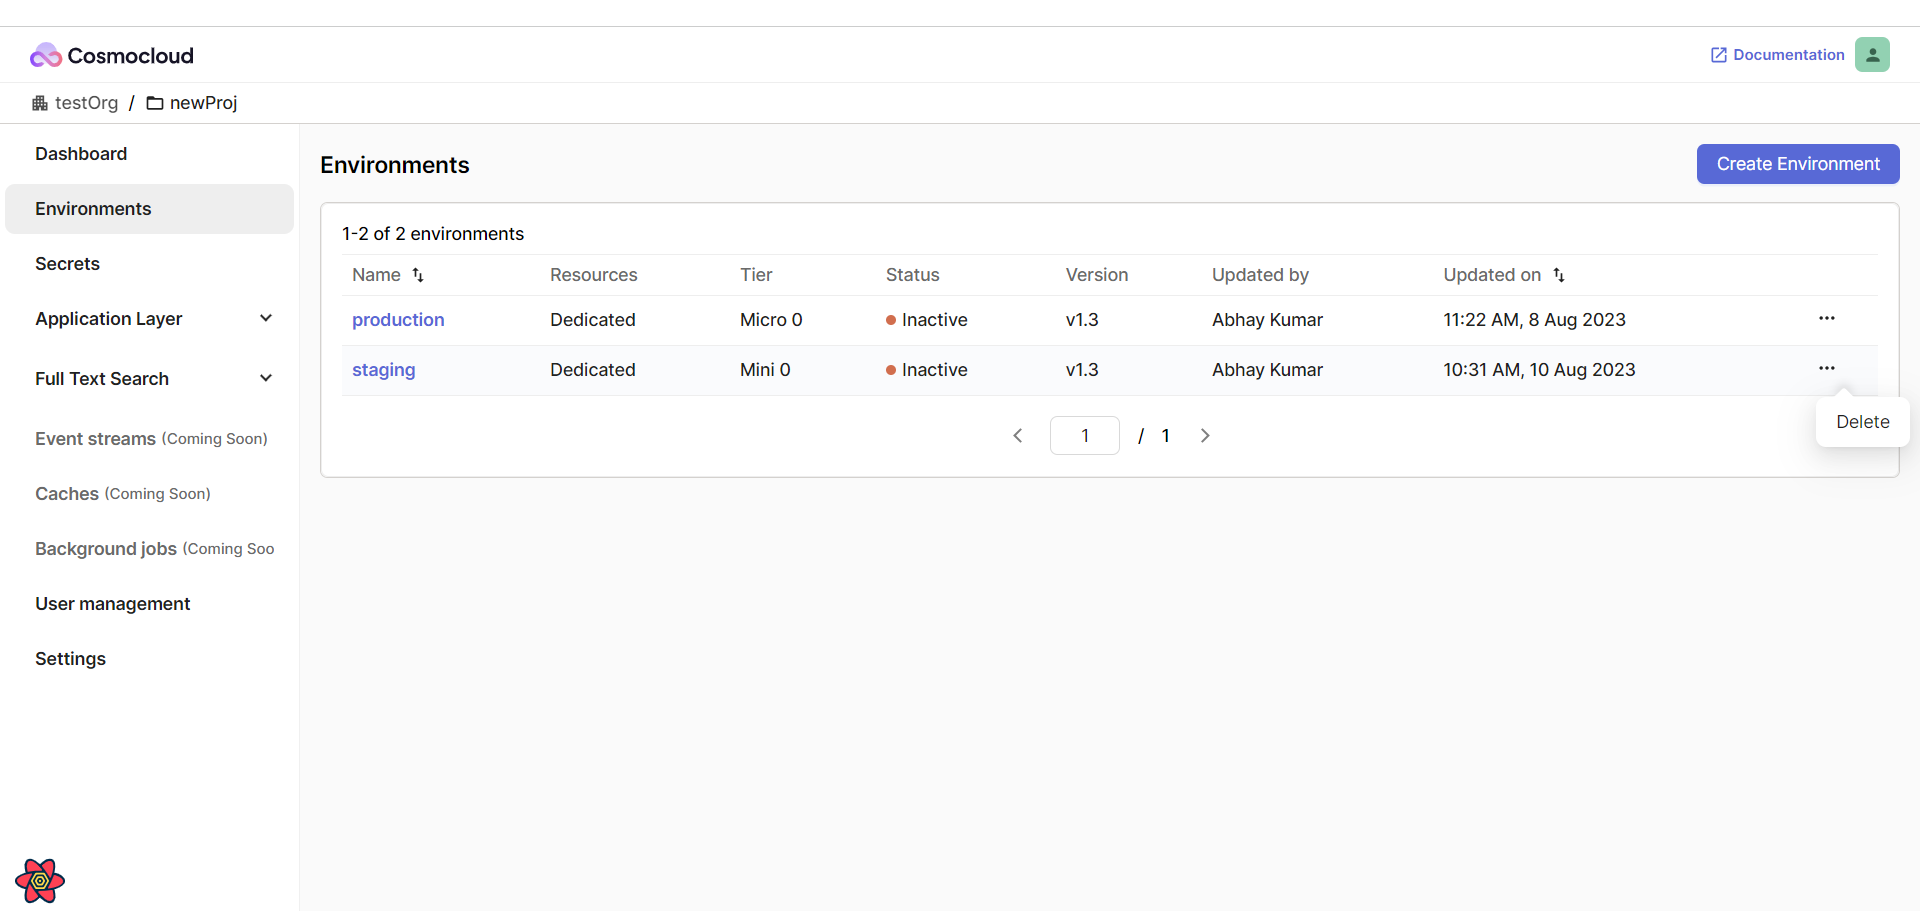 Cosmocloud
Documentation
testOrg / newProj
Dashboard
Environments
Secrets
Application Layer
Full Text Search
Event streams (Coming Soon)
Caches (Coming Soon)
Background jobs (Coming Soo
User management
Settings
Environments
Create Environment
1-2 of 2 environments
Name Resources Tier Status Version Updated by Updated on
production Dedicated Micro 0 Inactive v1.3 Abhay Kumar 11:22 AM, 8 Aug 2023 ···
staging Dedicated Mini 0 Inactive v1.3 Abhay Kumar 10:31 AM, 10 Aug 2023 ···
Delete
1 / 1